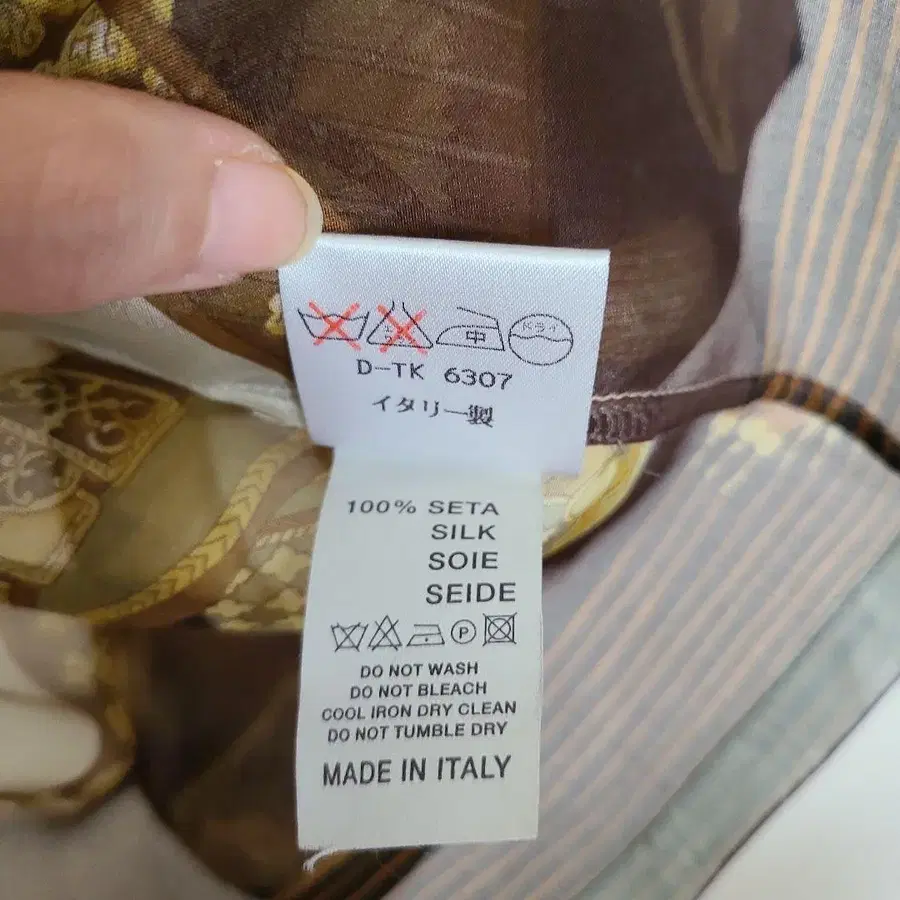 中 ドライ
D-TK 6307
イタリー製
100% SETA
SILK
SOIE
SEIDE
P
DO NOT WASH
DO NOT BLEACH
COOL IRON DRY CLEAN
DO NOT TUMBLE DRY
MADE IN ITALY